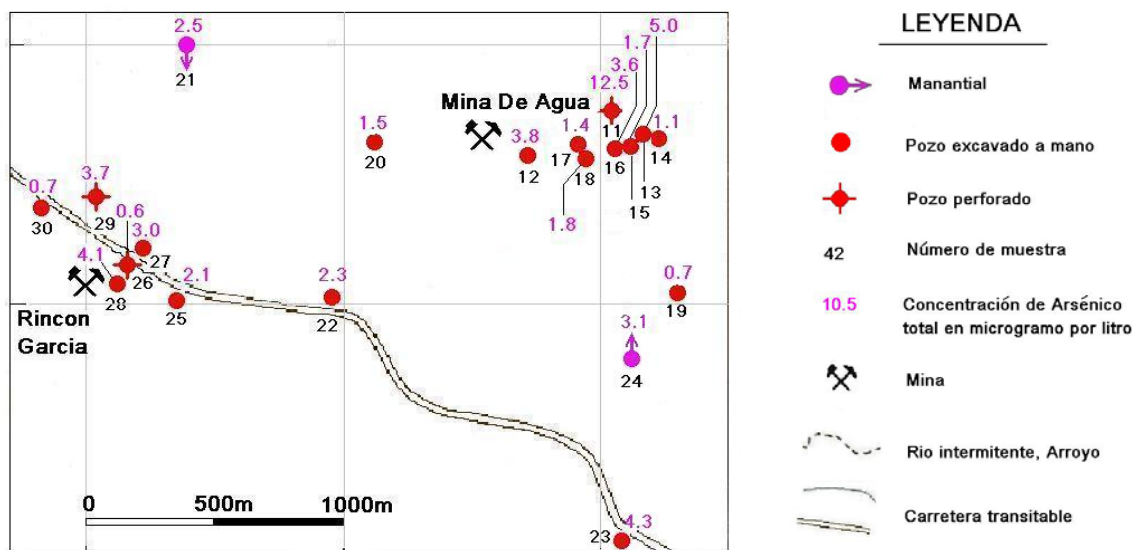 2.5
21
5.0
1.7
3.6
12.5
Mina De Agua
11
1.5
20
3.8
12
1.4
17
18
16
1.1
14
13
15
1.8
0.7
30
3.7
29
0.6
3.0
27
26
4.1
28
2.1
25
2.3
22
0.7
19
Rincon
Garcia
3.1
24
0
500m
1000m
4.3
23
LEYENDA
Manantial
Pozo excavado a mano
Pozo perforado
42
Número de muestra
10.5
Concentración de Arsénico
total en microgramo por litro
Mina
Rio intermitente, Arroyo
Carretera transitable